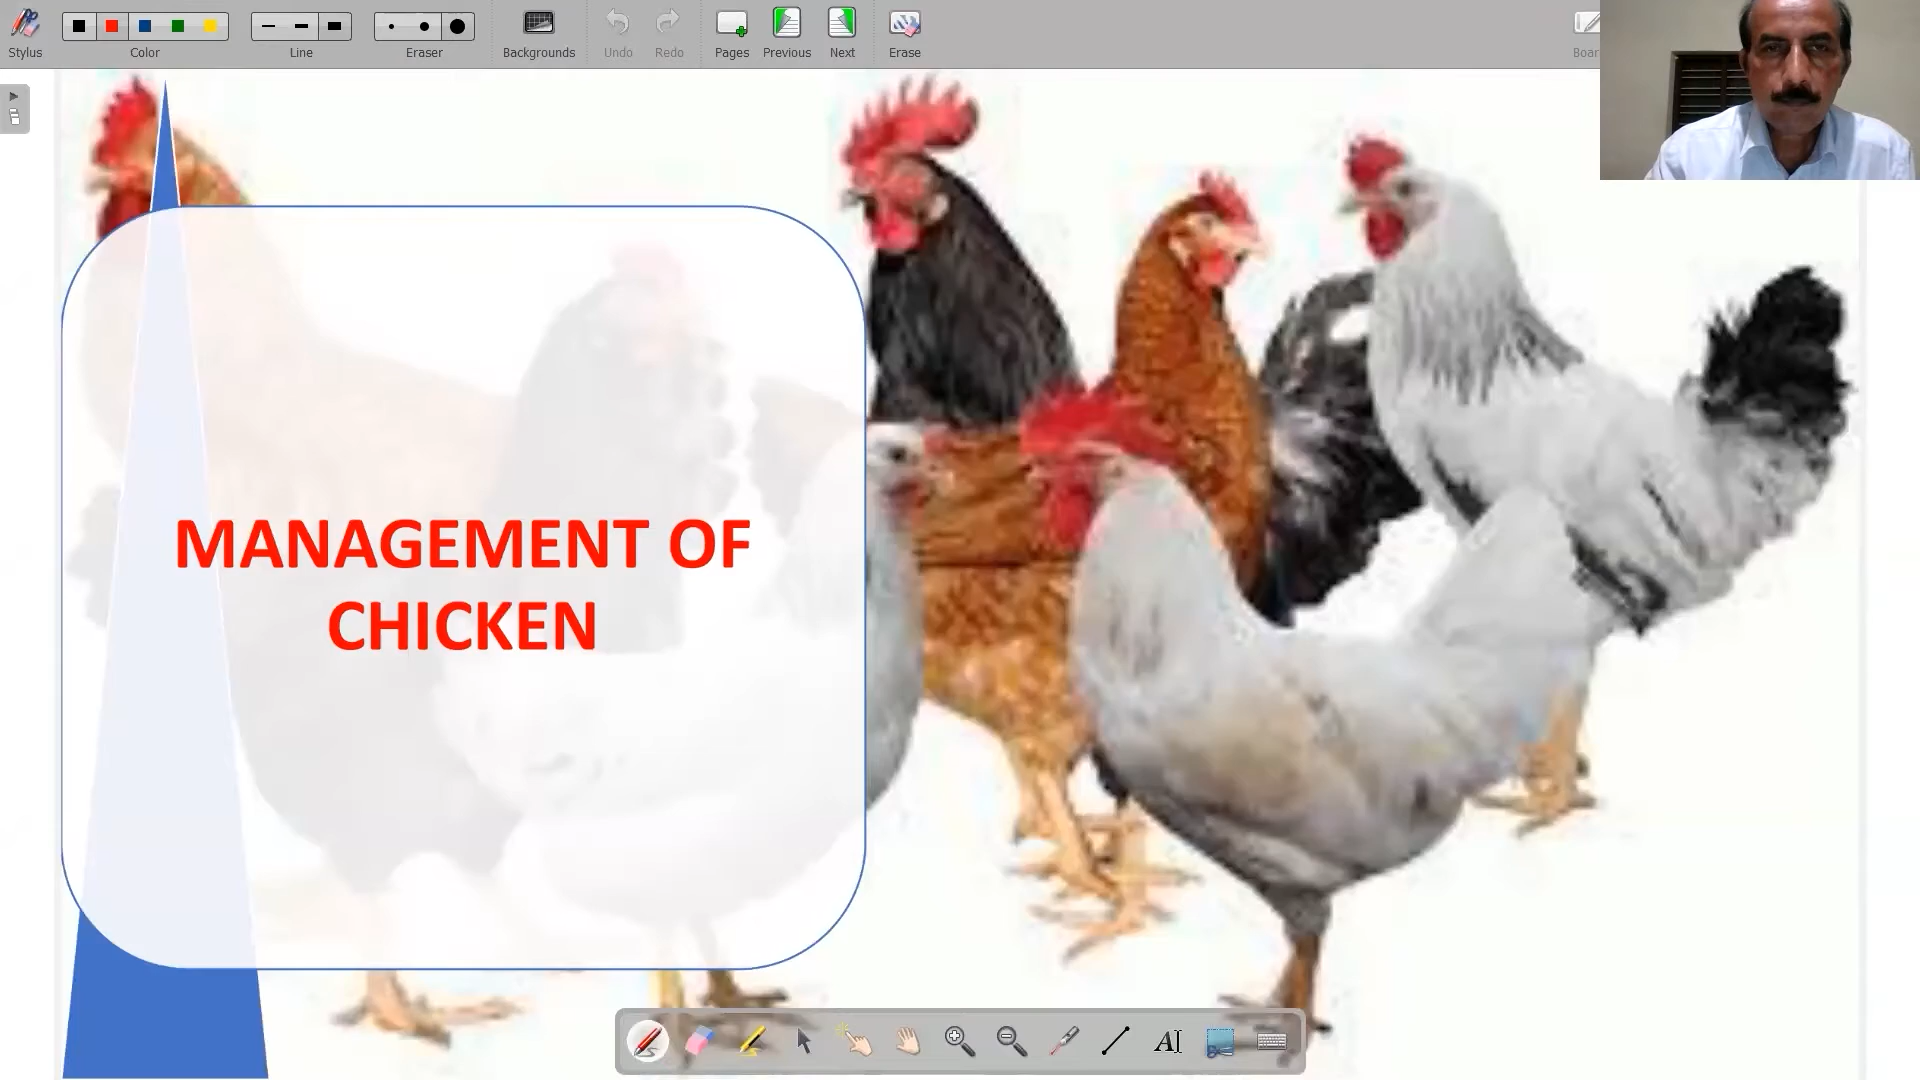 Stylus
Color
Line
Eraser
Backgrounds
Undo
Redo
Pages
Previous
Next
Erase
MANAGEMENT OF
CHICKEN